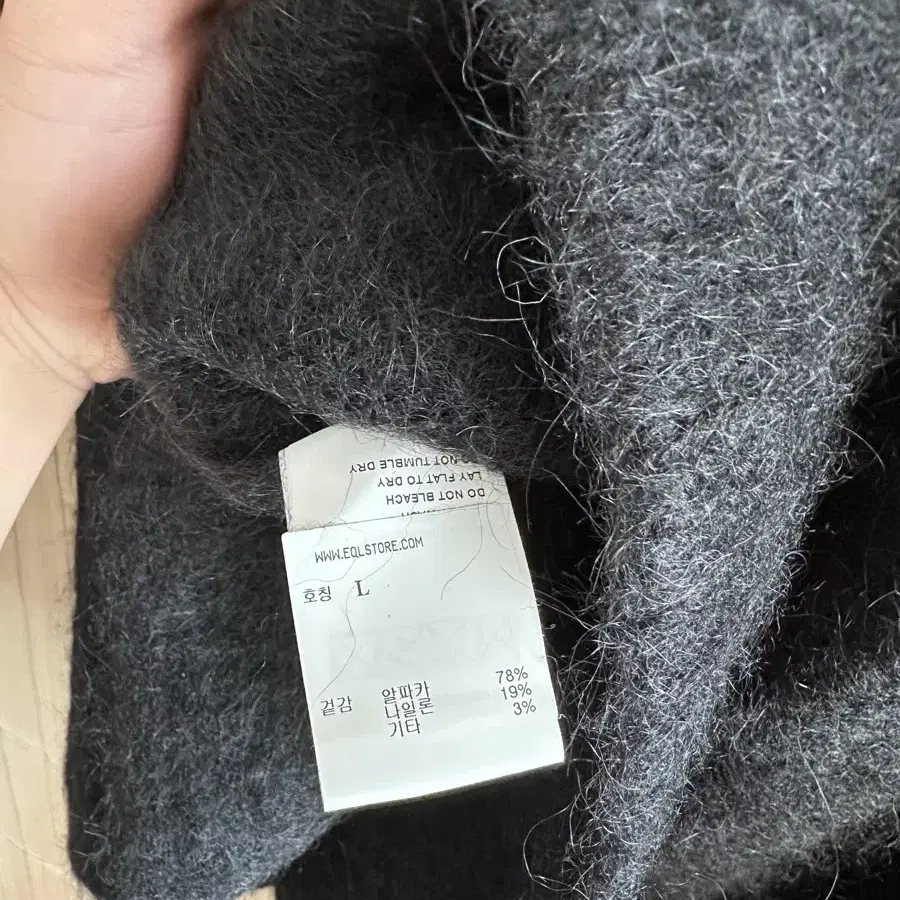 DO NOT TUMBLE DRY
LAY FLAT TO DRY
DO NOT BLEACH
WWW.EQLSTORE.COM
호칭 L
겉감 알파카 78%
나일론 19%
기타 3%